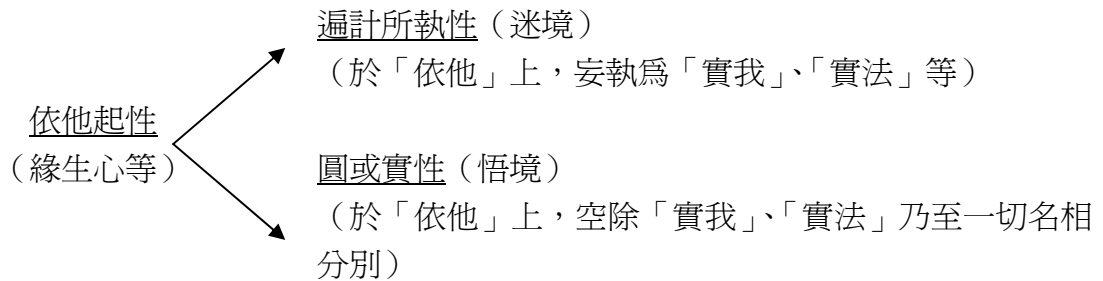 遍計所執性（迷境）
（於「依他」上，妄執爲「實我」、「實法」等）
依他起性
（緣生心等）
圓或實性（悟境）
（於「依他」上，空除「實我」、「實法」乃至一切名相
分別）